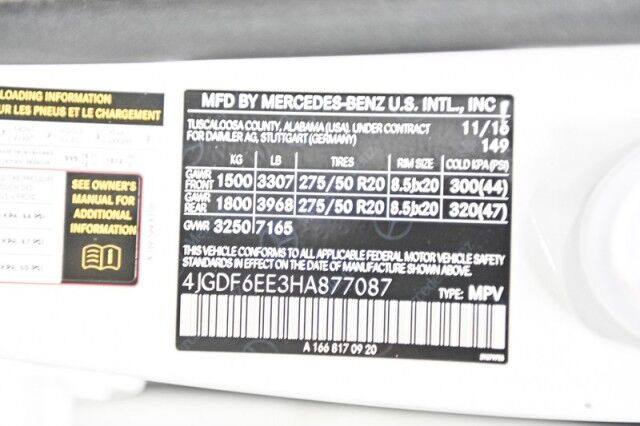 LOADING INFORMATION
UR LES PNEUS ET LE CHARGEMENT
SEE OWNER'S
MANUAL FOR
ADDITIONAL
INFORMATION
MFD BY MERCEDES-BENZ U.S. INTL., INC
TUSCALOOSA COUNTY, ALABAMA (USA), UNDER CONTRACT 11/16
FOR DAIMLER AG, STUTTGART (GERMANY) 149
KG LB TIRES RIM SIZE COLD KPA(PSI)
GAWR FRONT 1500 3307 275/50 R20 8.5Jx20 300(44)
GAWR REAR 1800 3968 275/50 R20 8.5Jx20 320(47)
GVWR 3250 7165
THIS VEHICLE CONFORMS TO ALL APPLICABLE FEDERAL MOTOR VEHICLE SAFETY
STANDARDS IN EFFECT ON THE DATE OF MANUFACTURE SHOWN ABOVE.
4JGDF6EE3HA877087 TYPE: MPV
A 166 817 09 20